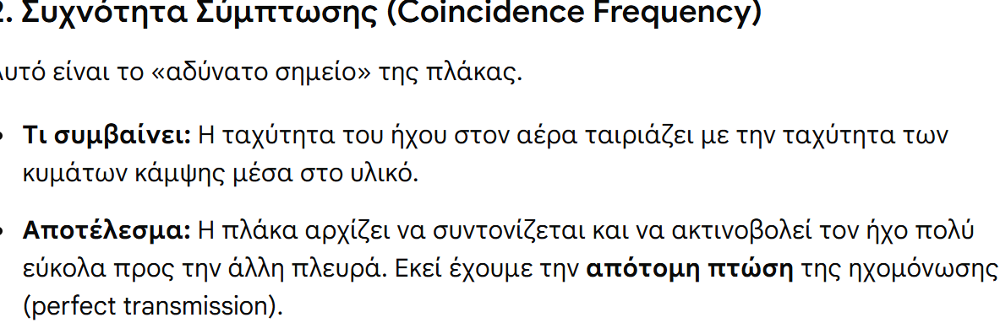 2. Συχνότητα Σύμπτωσης (Coincidence Frequency)
Αυτό είναι το «αδύνατο σημείο» της πλάκας.
• Τι συμβαίνει: Η ταχύτητα του ήχου στον αέρα ταιριάζει με την ταχύτητα των
κυμάτων κάμψης μέσα στο υλικό.
• Αποτέλεσμα: Η πλάκα αρχίζει να συντονίζεται και να ακτινοβολεί τον ήχο πολύ
εύκολα προς την άλλη πλευρά. Εκεί έχουμε την απότομη πτώση της ηχομόνωσης
(perfect transmission).